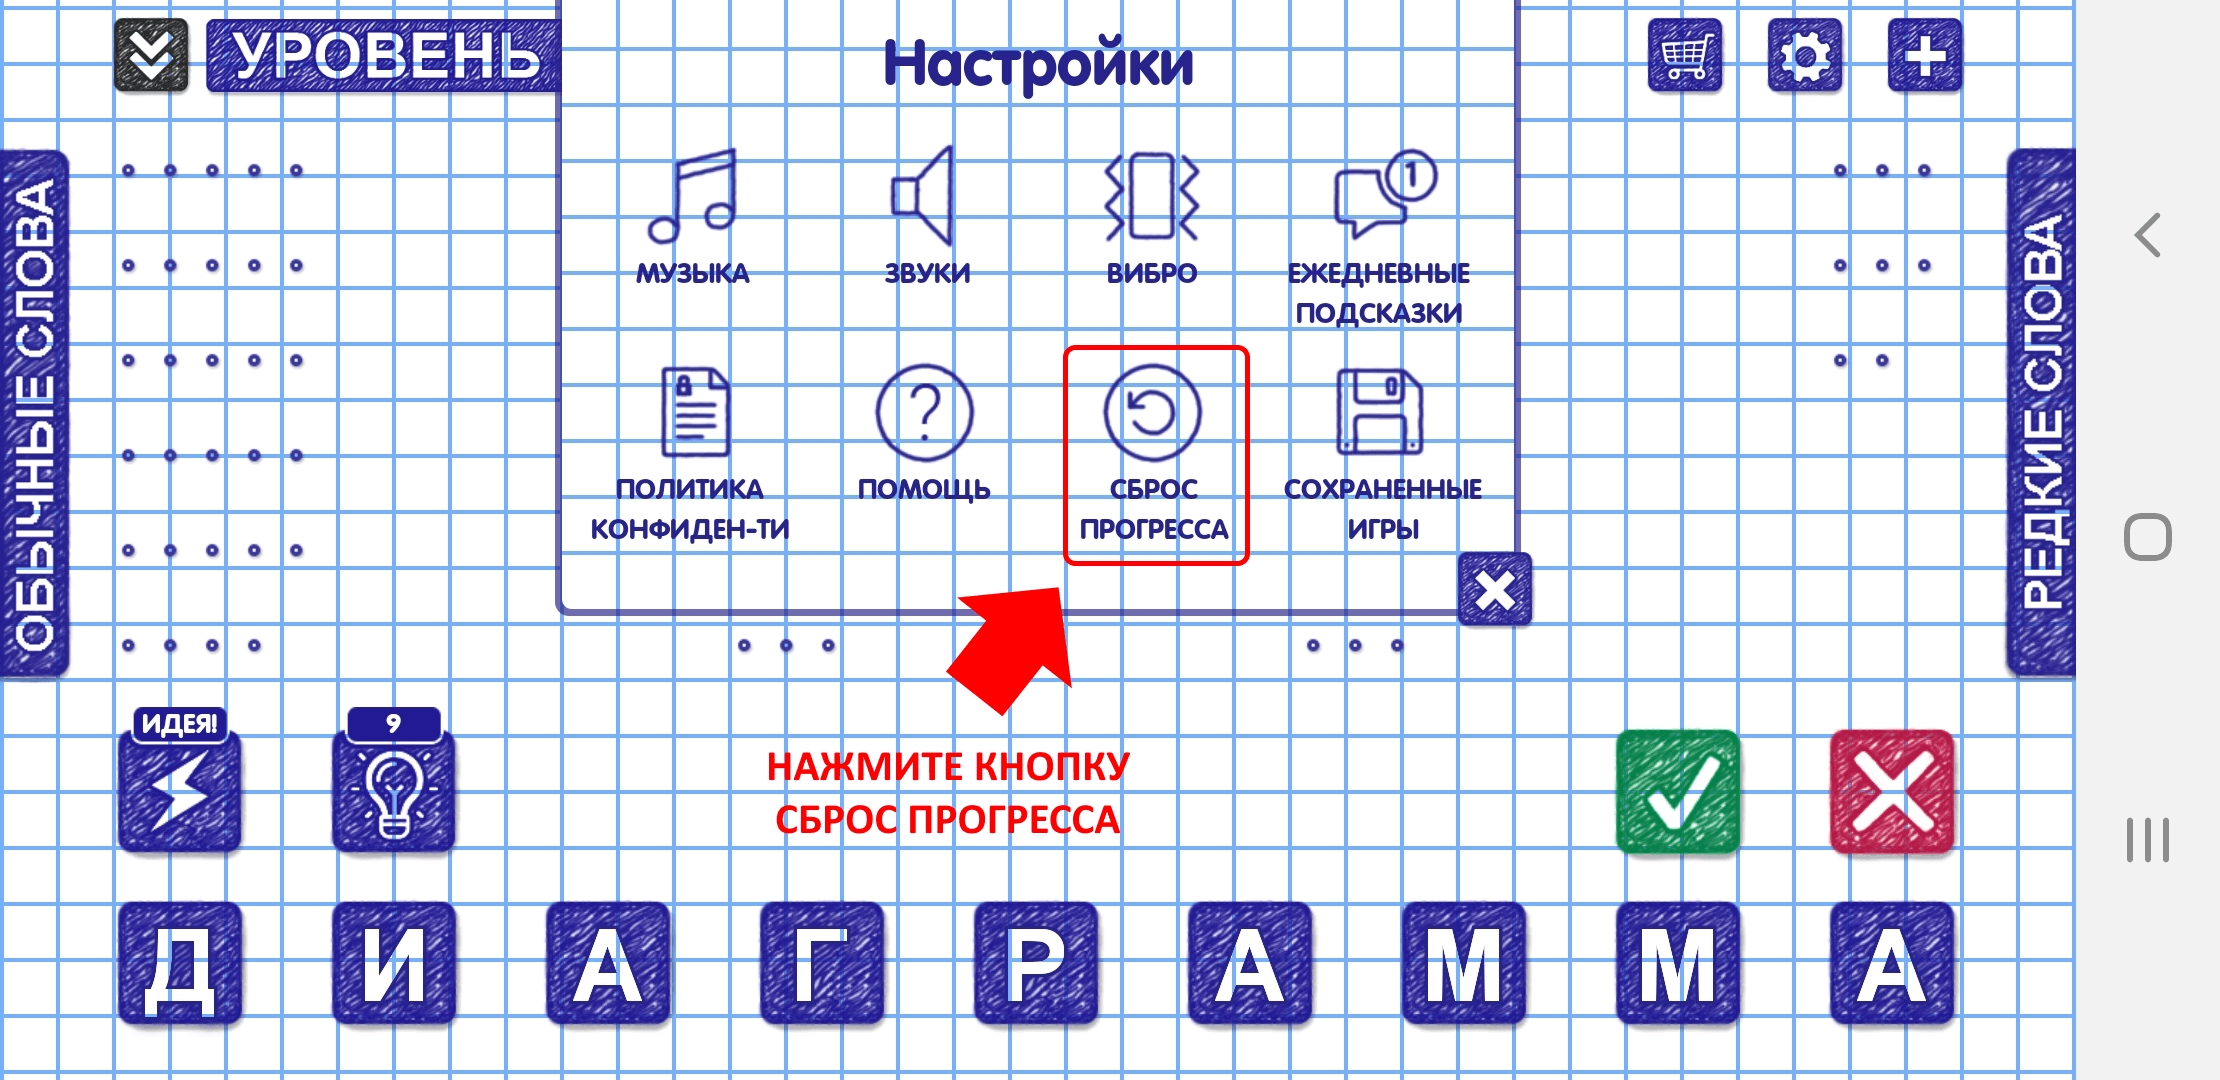 УРОВЕНЬ
Настройки
ОБЫЧНЫЕ СЛОВА
РЕДКИЕ СЛОВА
МУЗЫКА
ЗВУКИ
ВИБРО
1
ЕЖЕДНЕВНЫЕ
ПОДСКАЗКИ
ПОЛИТИКА
КОНФИДЕН-ТИ
?
ПОМОЩЬ
СБРОС
ПРОГРЕССА
СОХРАНЕННЫЕ
ИГРЫ
ИДЕЯ!
9
НАЖМИТЕ КНОПКУ
СБРОС ПРОГРЕССА
Д И А Г Р А М М А